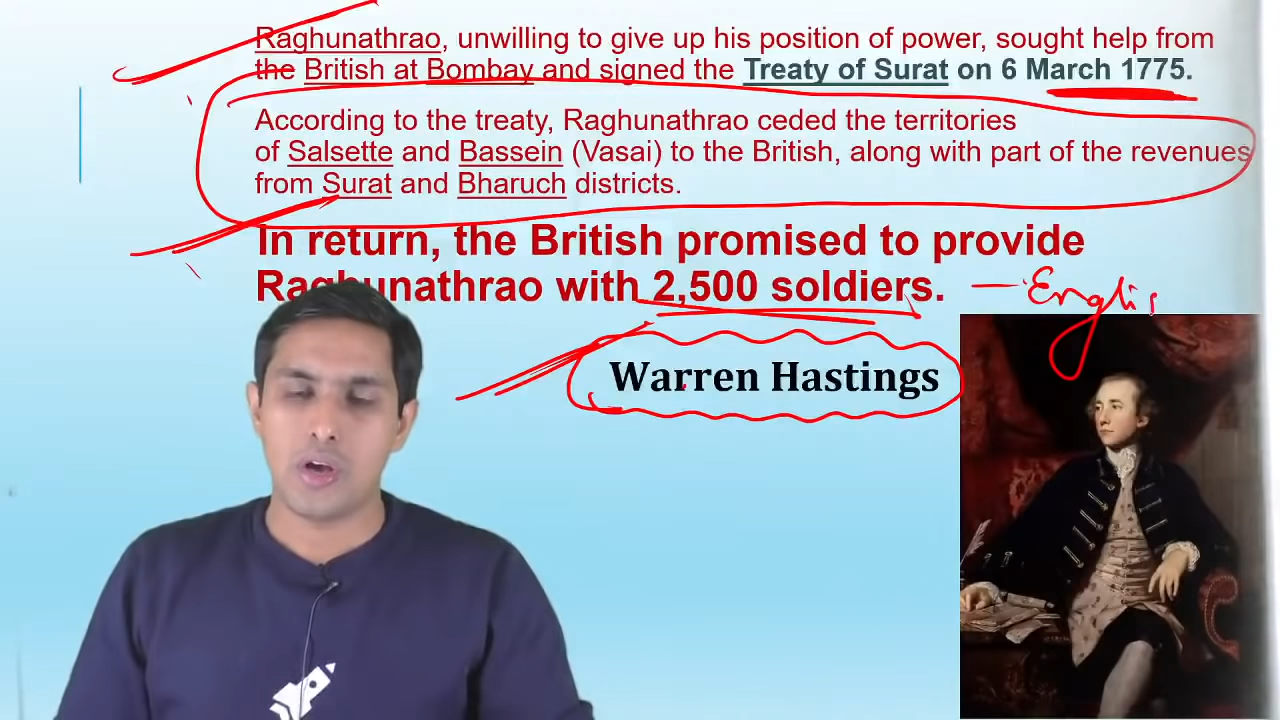 Raghunathrao, unwilling to give up his position of power, sought help from
the British at Bombay and signed the Treaty of Surat on 6 March 1775.
According to the treaty, Raghunathrao ceded the territories
of Salsette and Bassein (Vasai) to the British, along with part of the revenues
from Surat and Bharuch districts.
In return, the British promised to provide
Raghunathrao with 2,500 soldiers. — Englis
Warren Hastings